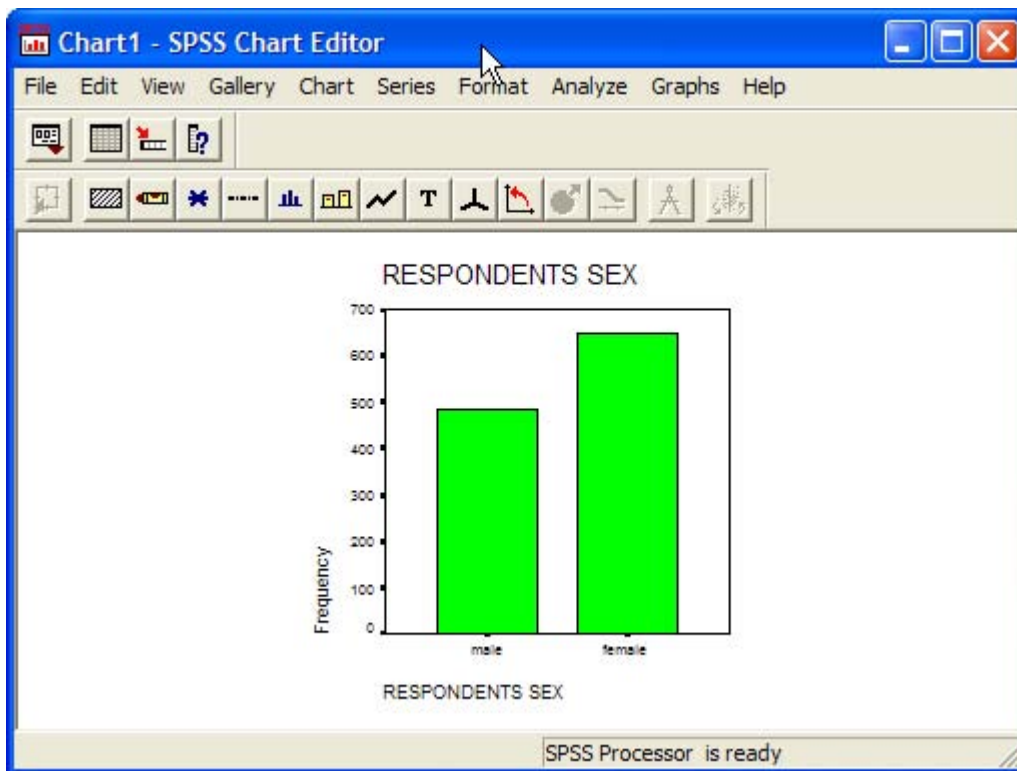 Chart1 - SPSS Chart Editor
File Edit View Gallery Chart Series Format Analyze Graphs Help
T
RESPONDENTS SEX
700
600
500
400
300
200
100
0
Frequency
male female
RESPONDENTS SEX
SPSS Processor is ready